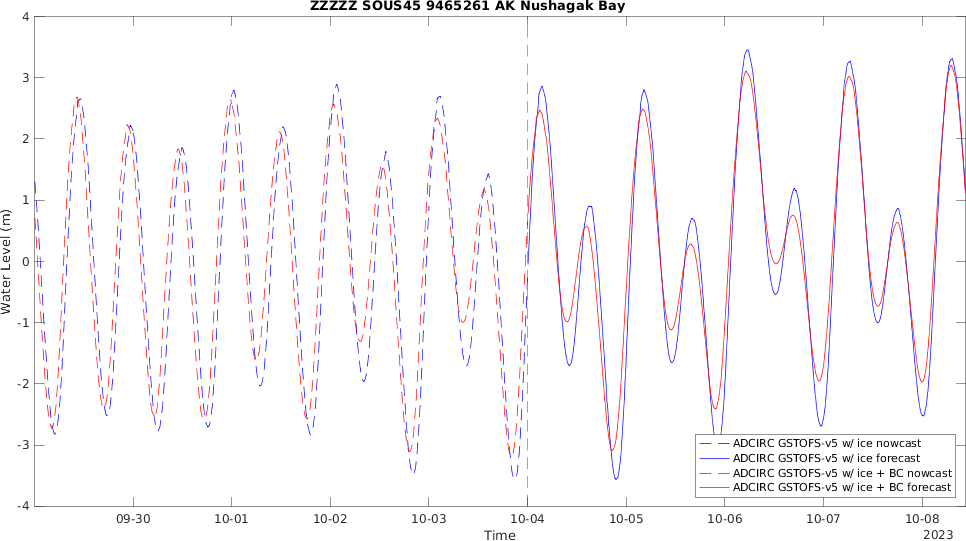 ZZZZZ SOUS45 9465261 AK Nushagak Bay
4
3
2
1
0
-1
-2
-3
-4
Water Level (m)
ADCIRC GSTOFS-v5 w/ ice nowcast
ADCIRC GSTOFS-v5 w/ ice forecast
ADCIRC GSTOFS-v5 w/ ice + BC nowcast
ADCIRC GSTOFS-v5 w/ ice + BC forecast
09-30 10-01 10-02 10-03 10-04 10-05 10-06 10-07 10-08
Time
2023